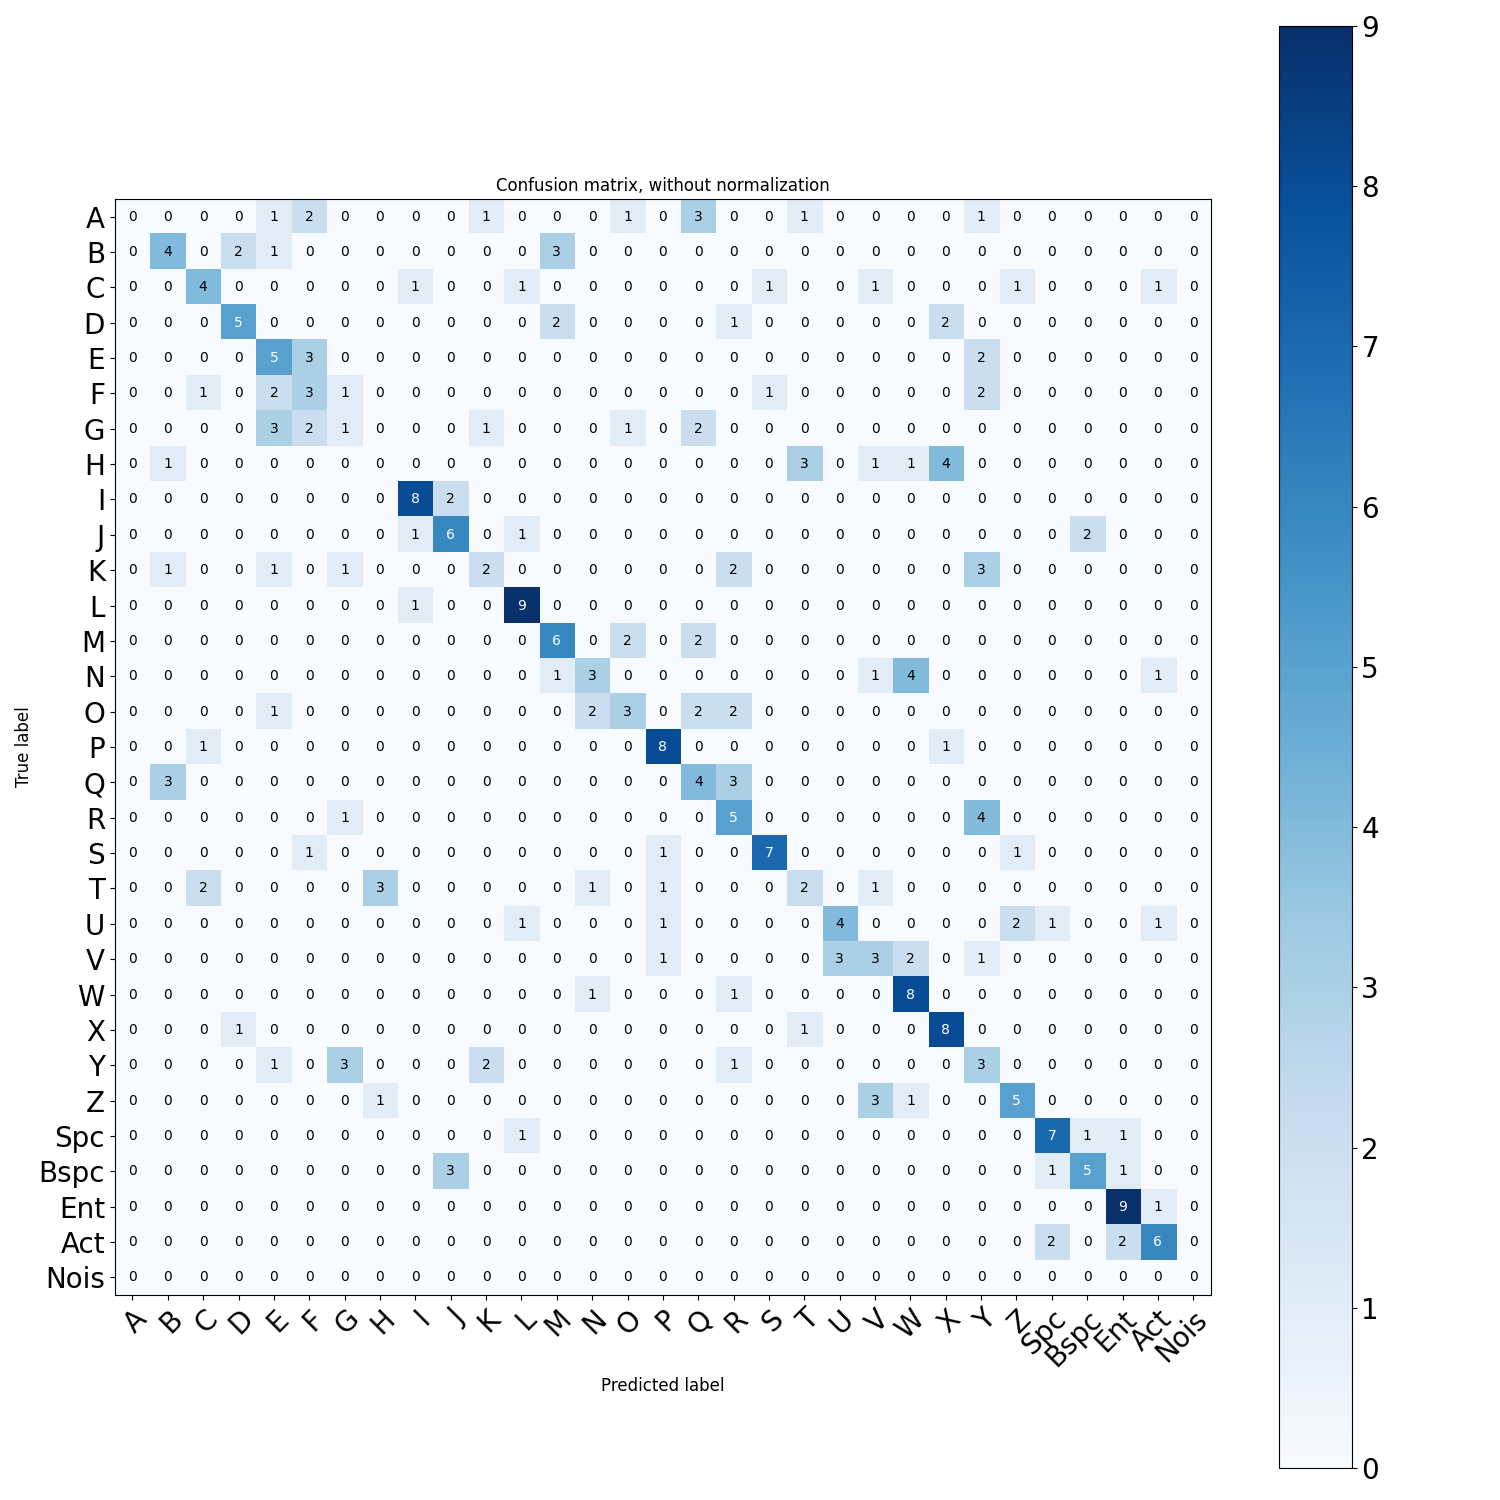 Confusion matrix, without normalization
A 0 0 0 0 1 2 0 0 0 0 1 0 0 0 1 0 3 0 0 1 0 0 0 0 1 0 0 0 0 0 0
B 0 4 0 2 1 0 0 0 0 0 0 0 3 0 0 0 0 0 0 0 0 0 0 0 0 0 0 0 0 0 0
C 0 0 4 0 0 0 0 0 1 0 0 1 0 0 0 0 0 0 1 0 0 1 0 0 0 1 0 0 0 1 0
D 0 0 0 5 0 0 0 0 0 0 0 0 2 0 0 0 0 1 0 0 0 0 0 2 0 0 0 0 0 0 0
E 0 0 0 0 5 3 0 0 0 0 0 0 0 0 0 0 0 0 0 0 0 0 0 0 2 0 0 0 0 0 0
F 0 0 1 0 2 3 1 0 0 0 0 0 0 0 0 0 0 0 1 0 0 0 0 0 2 0 0 0 0 0 0
G 0 0 0 0 3 2 1 0 0 0 1 0 0 0 1 0 2 0 0 0 0 0 0 0 0 0 0 0 0 0 0
H 0 1 0 0 0 0 0 0 0 0 0 0 0 0 0 0 0 0 0 3 0 1 1 4 0 0 0 0 0 0 0
I 0 0 0 0 0 0 0 0 8 2 0 0 0 0 0 0 0 0 0 0 0 0 0 0 0 0 0 0 0 0 0
J 0 0 0 0 0 0 0 0 1 6 0 1 0 0 0 0 0 0 0 0 0 0 0 0 0 0 0 2 0 0 0
K 0 1 0 0 1 0 1 0 0 0 2 0 0 0 0 0 0 2 0 0 0 0 0 0 3 0 0 0 0 0 0
L 0 0 0 0 0 0 0 0 1 0 0 9 0 0 0 0 0 0 0 0 0 0 0 0 0 0 0 0 0 0 0
M 0 0 0 0 0 0 0 0 0 0 0 0 6 0 2 0 2 0 0 0 0 0 0 0 0 0 0 0 0 0 0
N 0 0 0 0 0 0 0 0 0 0 0 0 1 3 0 0 0 0 0 0 0 1 4 0 0 0 0 0 0 1 0
O 0 0 0 0 1 0 0 0 0 0 0 0 0 2 3 0 2 2 0 0 0 0 0 0 0 0 0 0 0 0 0
P 0 0 1 0 0 0 0 0 0 0 0 0 0 0 0 8 0 0 0 0 0 0 0 1 0 0 0 0 0 0 0
Q 0 3 0 0 0 0 0 0 0 0 0 0 0 0 0 0 4 3 0 0 0 0 0 0 0 0 0 0 0 0 0
R 0 0 0 0 0 0 1 0 0 0 0 0 0 0 0 0 0 5 0 0 0 0 0 0 4 0 0 0 0 0 0
S 0 0 0 0 0 1 0 0 0 0 0 0 0 0 0 1 0 0 7 0 0 0 0 0 0 1 0 0 0 0 0
T 0 0 2 0 0 0 0 3 0 0 0 0 0 1 0 1 0 0 0 2 0 1 0 0 0 0 0 0 0 0 0
U 0 0 0 0 0 0 0 0 0 0 0 1 0 0 0 1 0 0 0 0 4 0 0 0 0 2 1 0 0 1 0
V 0 0 0 0 0 0 0 0 0 0 0 0 0 0 0 1 0 0 0 0 3 3 2 0 1 0 0 0 0 0 0
W 0 0 0 0 0 0 0 0 0 0 0 0 0 1 0 0 0 1 0 0 0 0 8 0 0 0 0 0 0 0 0
X 0 0 0 1 0 0 0 0 0 0 0 0 0 0 0 0 0 0 0 1 0 0 0 8 0 0 0 0 0 0 0
Y 0 0 0 0 1 0 3 0 0 0 2 0 0 0 0 0 0 1 0 0 0 0 0 0 3 0 0 0 0 0 0
Z 0 0 0 0 0 0 0 1 0 0 0 0 0 0 0 0 0 0 0 0 0 3 1 0 0 5 0 0 0 0 0
Spc 0 0 0 0 0 0 0 0 0 0 0 1 0 0 0 0 0 0 0 0 0 0 0 0 0 0 7 1 1 0 0
Bspc 0 0 0 0 0 0 0 0 0 3 0 0 0 0 0 0 0 0 0 0 0 0 0 0 0 0 1 5 1 0 0
Ent 0 0 0 0 0 0 0 0 0 0 0 0 0 0 0 0 0 0 0 0 0 0 0 0 0 0 0 0 9 1 0
Act 0 0 0 0 0 0 0 0 0 0 0 0 0 0 0 0 0 0 0 0 0 0 0 0 0 0 2 0 2 6 0
Nois 0 0 0 0 0 0 0 0 0 0 0 0 0 0 0 0 0 0 0 0 0 0 0 0 0 0 0 0 0 0 0
A B C D E F G H I J K L M N O P Q R S T U V W X Y Z Spc Bspc Ent Act Nois
Predicted label
True label
9
8
7
6
5
4
3
2
1
0